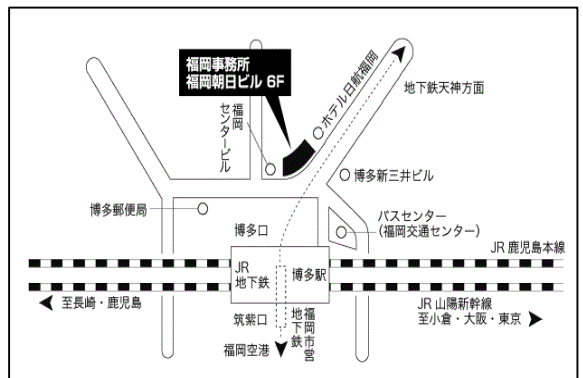 福岡事務所
福岡朝日ビル 6F
福岡
センタービル
ホテル日航福岡
地下鉄天神方面
博多新三井ビル
博多郵便局
博多口
バスセンター
(福岡交通センター)
JR 鹿児島本線
JR
地下鉄
博多駅
至長崎・鹿児島
筑紫口
福岡市営
地下鉄
福岡空港
JR 山陽新幹線
至小倉・大阪・東京